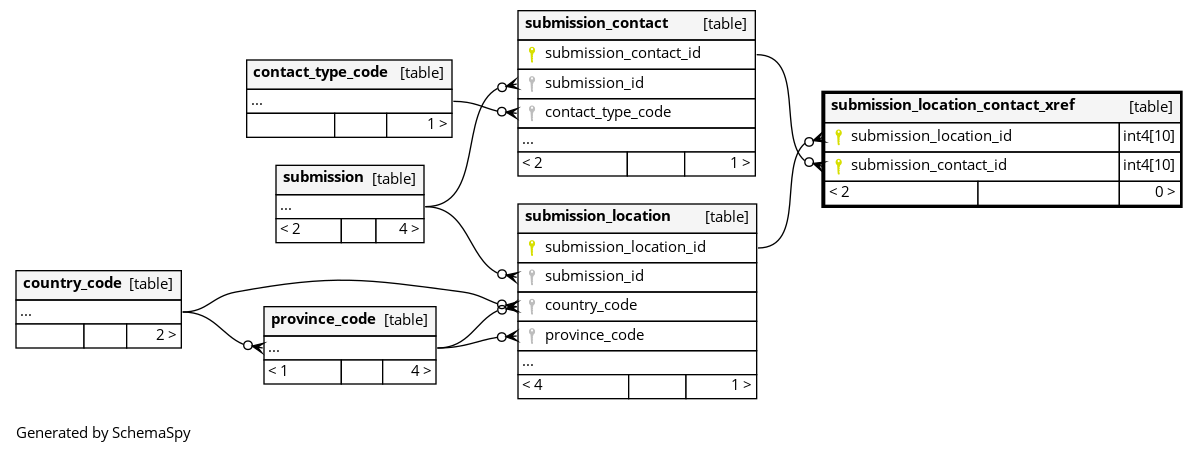 submission_contact [table]
submission_contact_id
submission_id
contact_type_code
...
< 2 1 >
contact_type_code [table]
...
1 >
submission_location_contact_xref [table]
submission_location_id int4[10]
submission_contact_id int4[10]
< 2 0 >
submission [table]
...
< 2 4 >
submission_location [table]
submission_location_id
submission_id
country_code
province_code
...
< 4 1 >
country_code [table]
...
2 >
province_code [table]
...
< 1 4 >
Generated by SchemaSpy